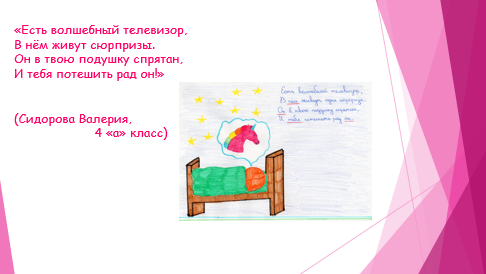 «Есть волшебный телевизор,
В нём живут сюрпризы.
Он в твою подушку спрятан,
И тебя потешить рад он!»
(Сидорова Валерия,
4 «а» класс)
Есть волшебный телевизор,
В нём живут
Он в твою подушку спрятан,
И тебя потешить рад он.